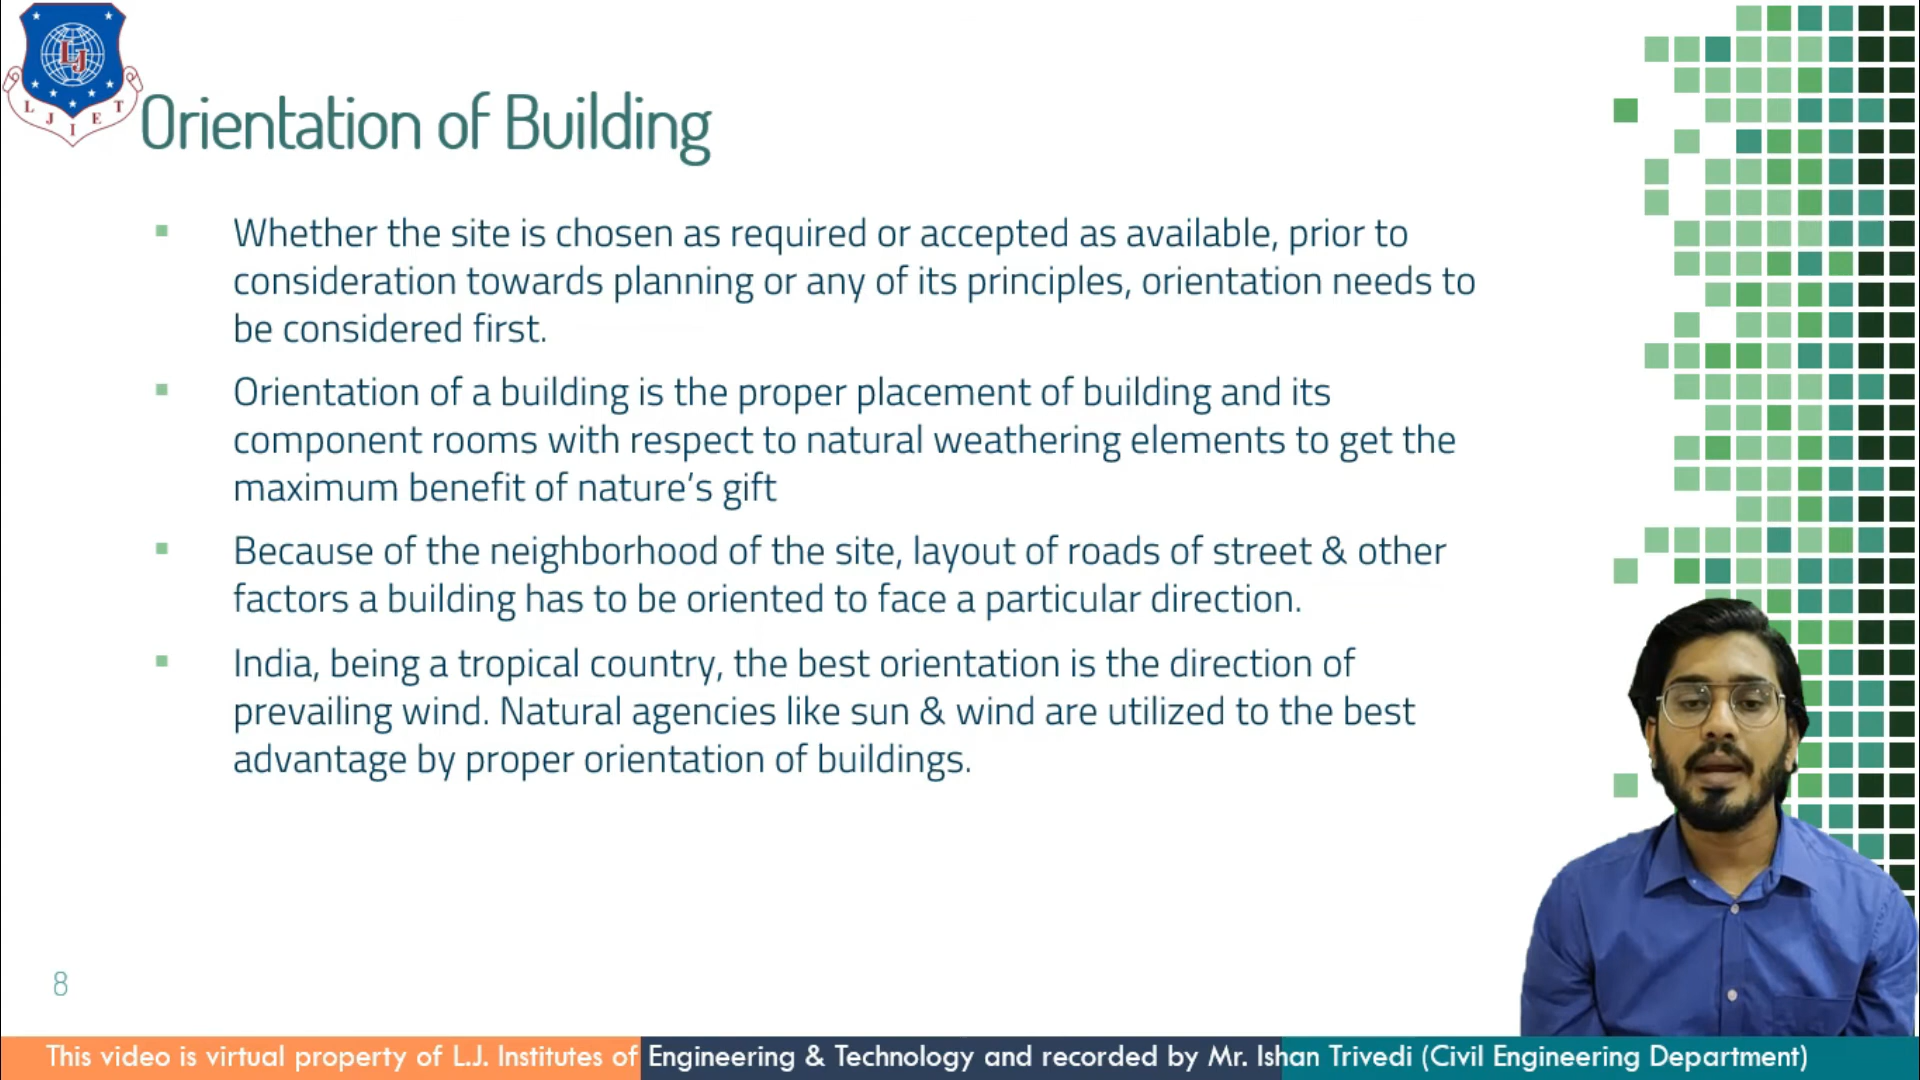 LJ
L J I E T
Orientation of Building
Whether the site is chosen as required or accepted as available, prior to
consideration towards planning or any of its principles, orientation needs to
be considered first.
Orientation of a building is the proper placement of building and its
component rooms with respect to natural weathering elements to get the
maximum benefit of nature’s gift
Because of the neighborhood of the site, layout of roads of street & other
factors a building has to be oriented to face a particular direction.
India, being a tropical country, the best orientation is the direction of
prevailing wind. Natural agencies like sun & wind are utilized to the best
advantage by proper orientation of buildings.
8
This video is virtual property of L.J. Institutes of Engineering & Technology and recorded by Mr. Ishan Trivedi (Civil Engineering Department)